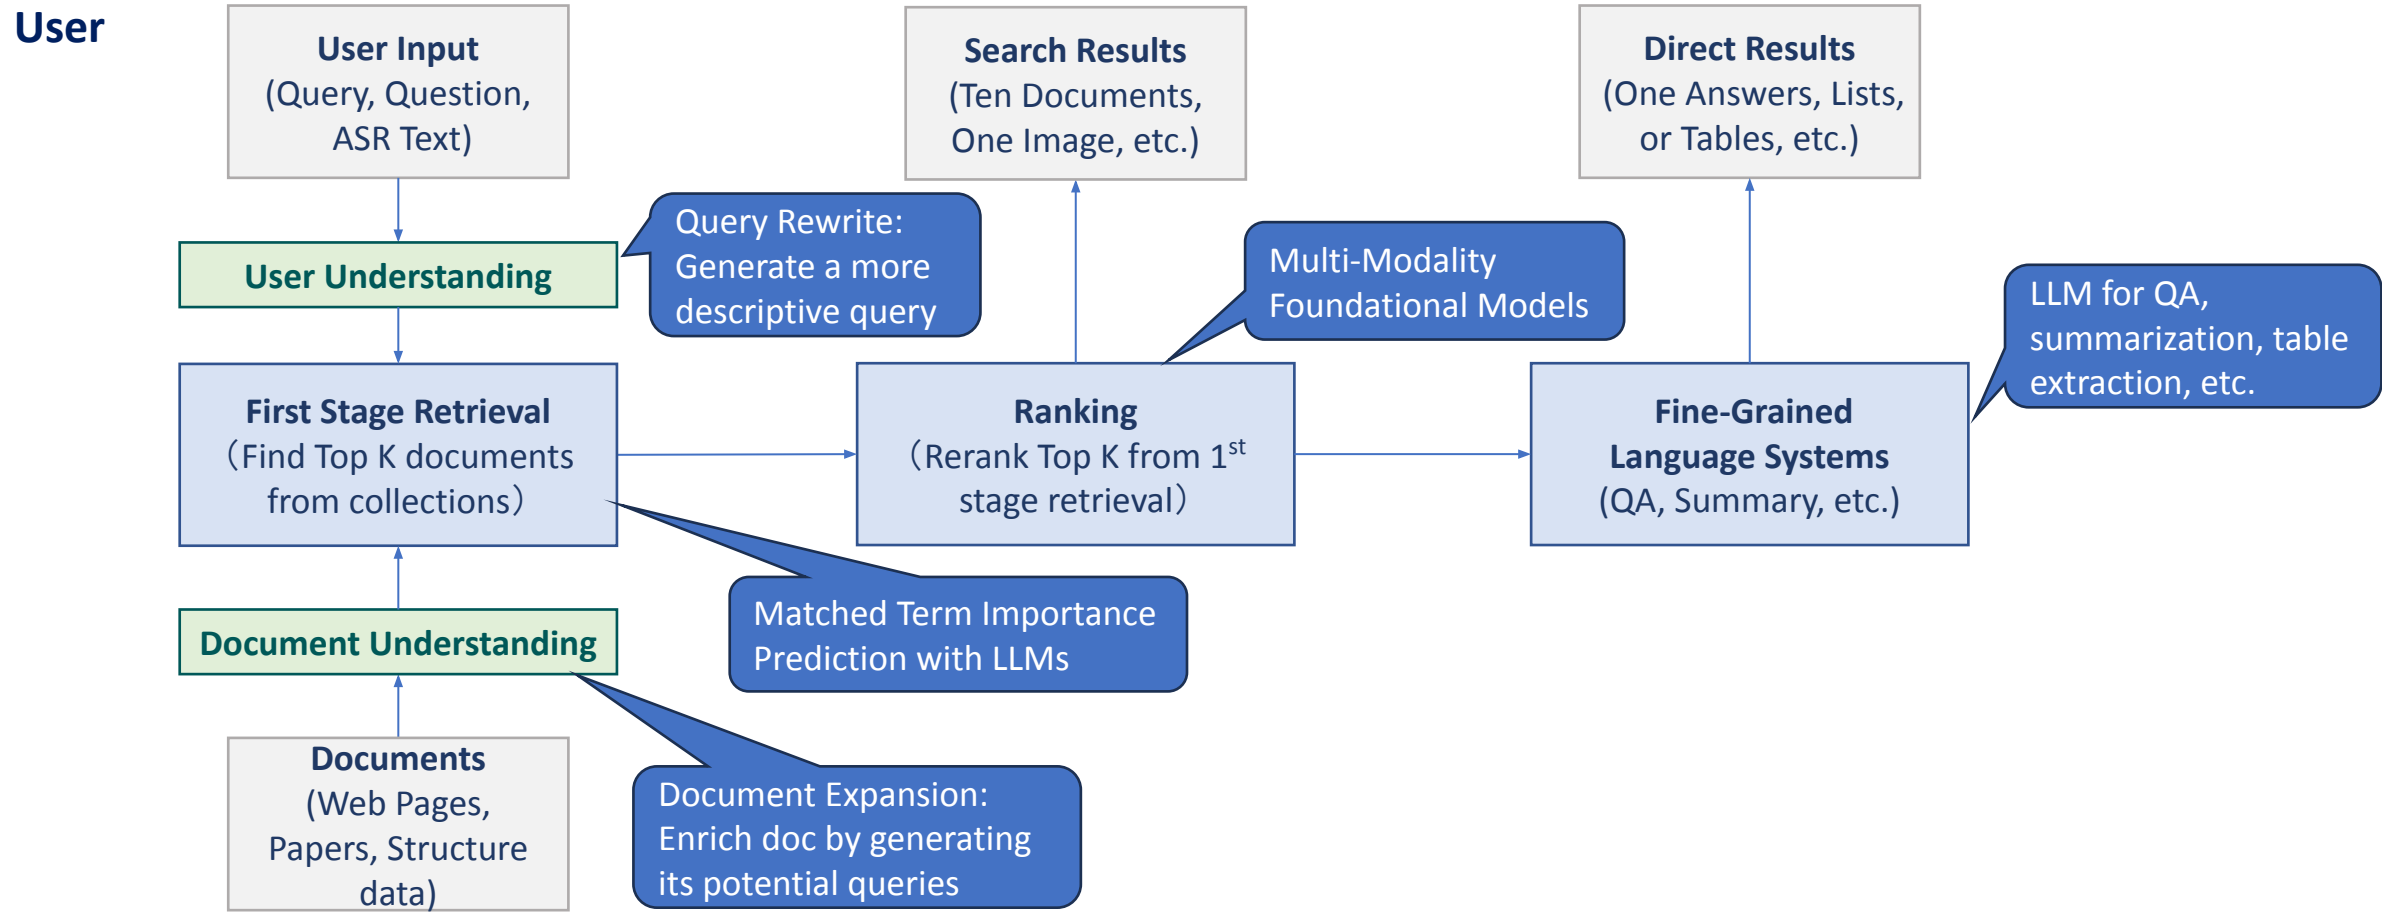 User
User Input
(Query, Question,
ASR Text)
Search Results
(Ten Documents,
One Image, etc.)
Direct Results
(One Answers, Lists,
or Tables, etc.)
Query Rewrite:
Generate a more
descriptive query
User Understanding
Multi-Modality
Foundational Models
LLM for QA,
summarization, table
extraction, etc.
First Stage Retrieval
（Find Top K documents
from collections）
Ranking
（Rerank Top K from 1st
stage retrieval）
Fine-Grained
Language Systems
(QA, Summary, etc.)
Matched Term Importance
Prediction with LLMs
Document Understanding
Documents
(Web Pages,
Papers, Structure
data)
Document Expansion:
Enrich doc by generating
its potential queries